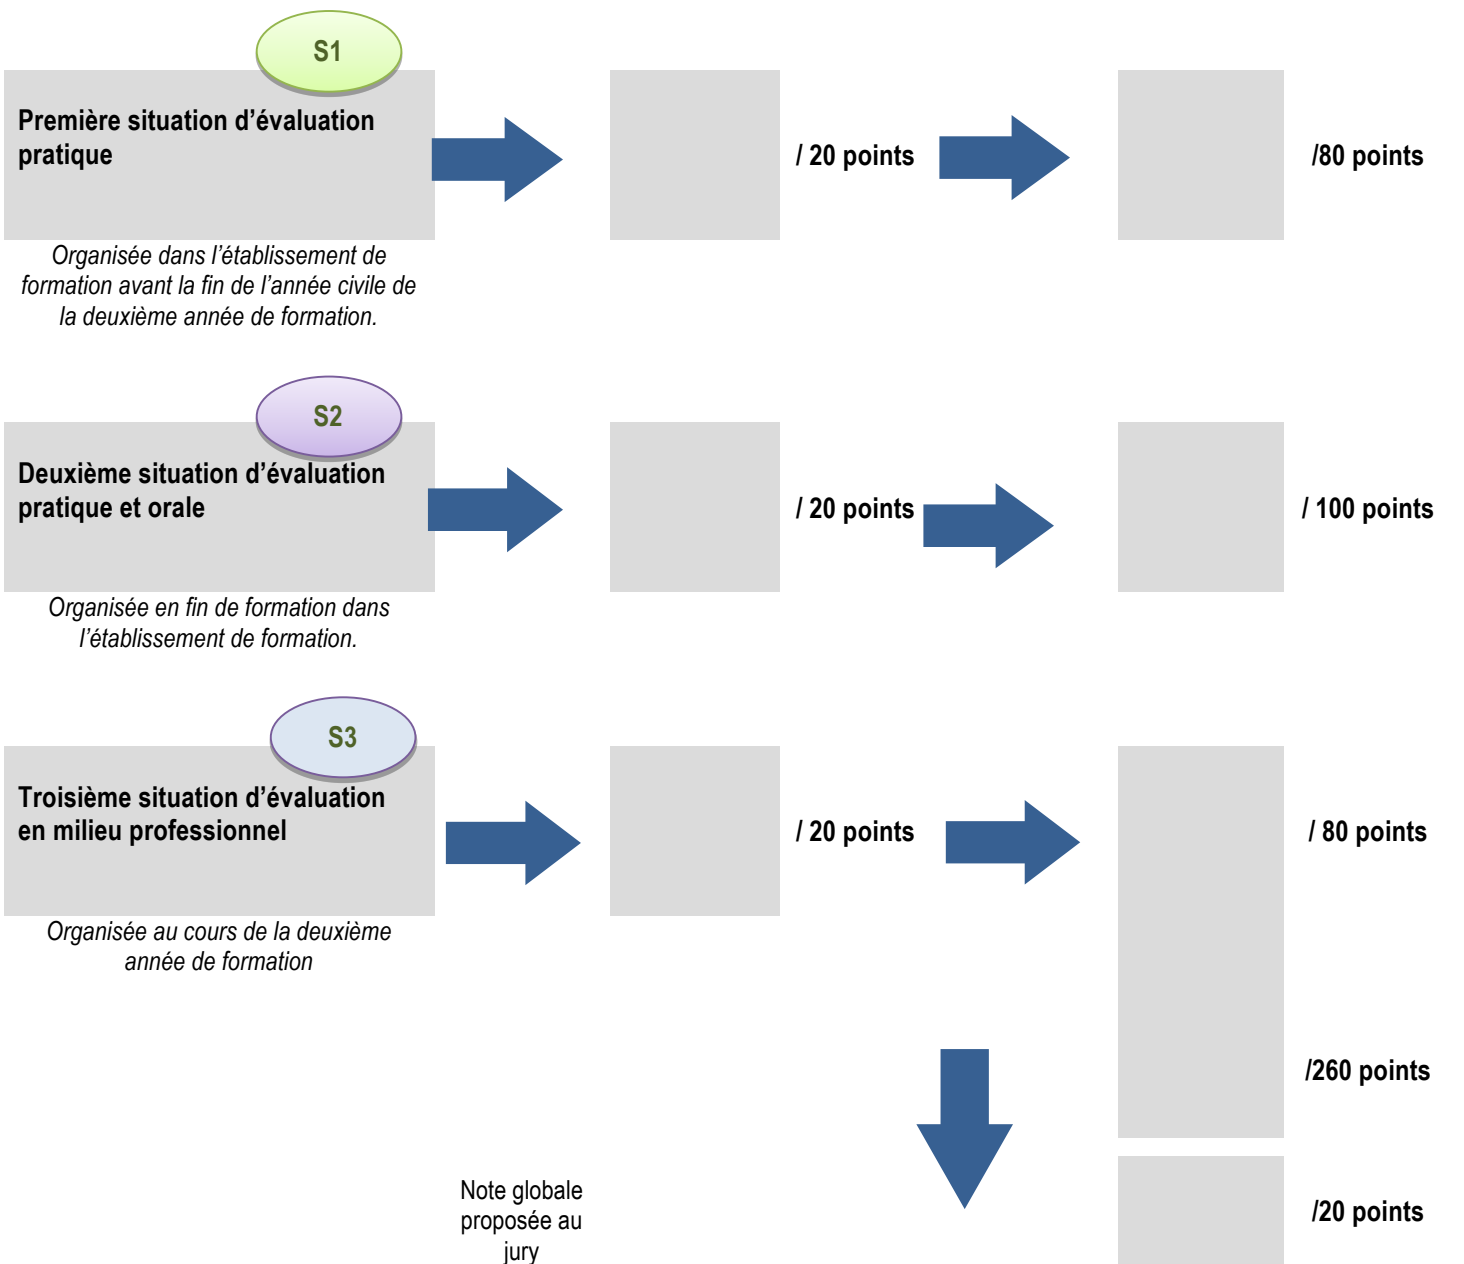 S1
Première situation d’évaluation
pratique
/ 20 points
/80 points
Organisée dans l’établissement de
formation avant la fin de l’année civile de
la deuxième année de formation.
S2
Deuxième situation d’évaluation
pratique et orale
/ 20 points
/ 100 points
Organisée en fin de formation dans
l’établissement de formation.
S3
Troisième situation d’évaluation
en milieu professionnel
/ 20 points
/ 80 points
Organisée au cours de la deuxième
année de formation
/260 points
Note globale
proposée au
jury
/20 points